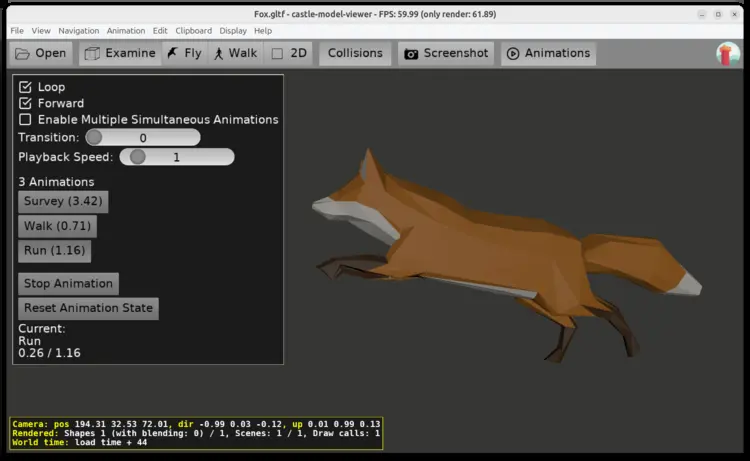 Fox.gltf - castle-model-viewer - FPS: 59.99 (only render: 61.89)
File View Navigation Animation Edit Clipboard Display Help
Open Examine Fly Walk 2D Collisions Screenshot Animations
Loop
Forward
Enable Multiple Simultaneous Animations
Transition: 0
Playback Speed: 1
3 Animations
Survey (3.42)
Walk (0.71)
Run (1.16)
Stop Animation
Reset Animation State
Current:
Run
0.26 / 1.16
Camera: pos 194.31 32.53 72.01, dir -0.99 0.03 -0.12, up 0.01 0.99 0.13
Rendered: Shapes 1 (with blending: 0) / 1, Scenes: 1 / 1, Draw calls: 1
World time: load time + 44